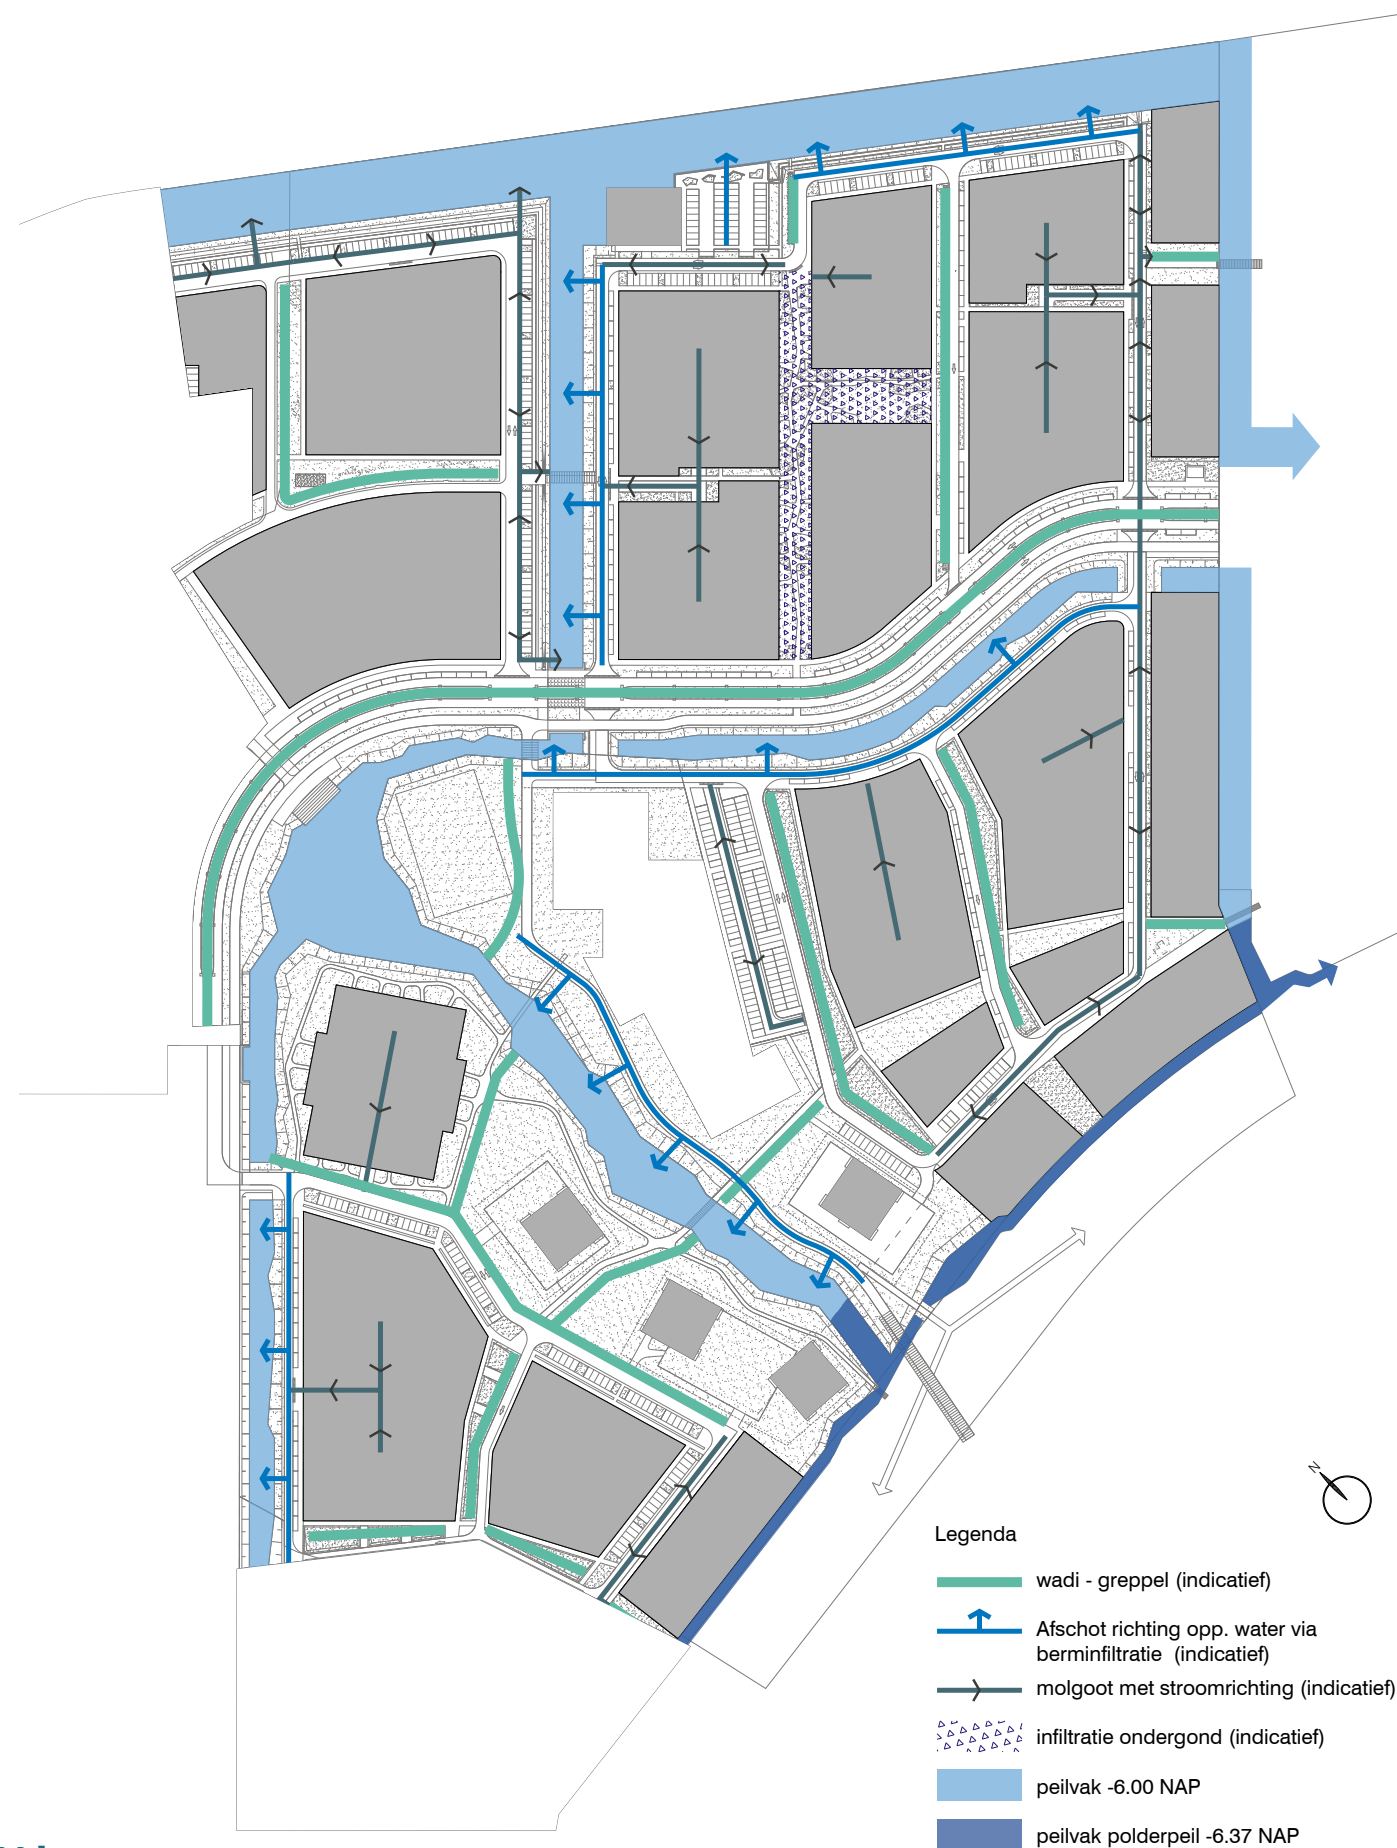 N
Legenda
wadi - greppel (indicatief)
Afschot richting opp. water via
berminfiltratie (indicatief)
molgoot met stroomrichting (indicatief)
infiltratie ondergond (indicatief)
peilvak -6.00 NAP
peilvak polderpeil -6.37 NAP